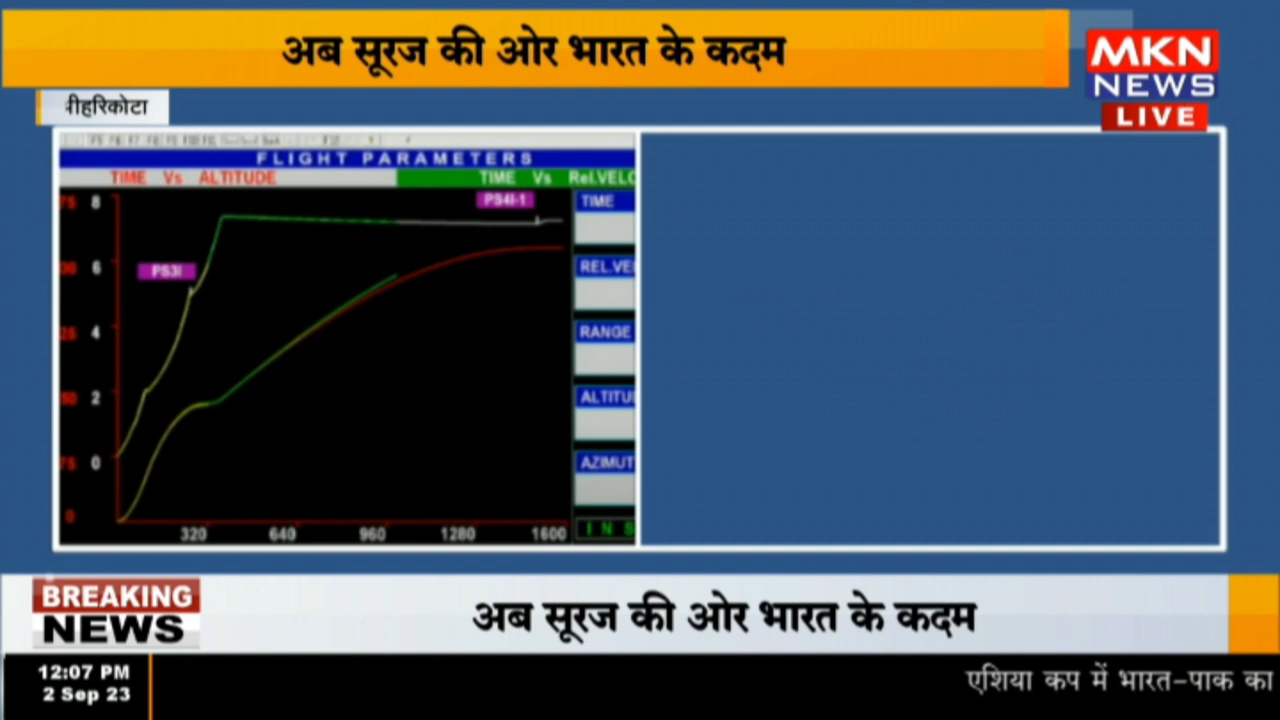 अब सूरज की ओर भारत के कदम
MKN
NEWS
LIVE
ीहरिकोटा
FLIGHT PARAMETERS
TIME Vs ALTITUDE
TIME Vs Rel.VELO
8
6
4
2
0
0
PS3I
PS4I-1
TIME
REL.VE
RANGE
ALTITU
AZIMUT
I N S
320 640 960 1280 1600
BREAKING
NEWS
अब सूरज की ओर भारत के कदम
12:07 PM
2 Sep 23
एशिया कप में भारत-पाक का